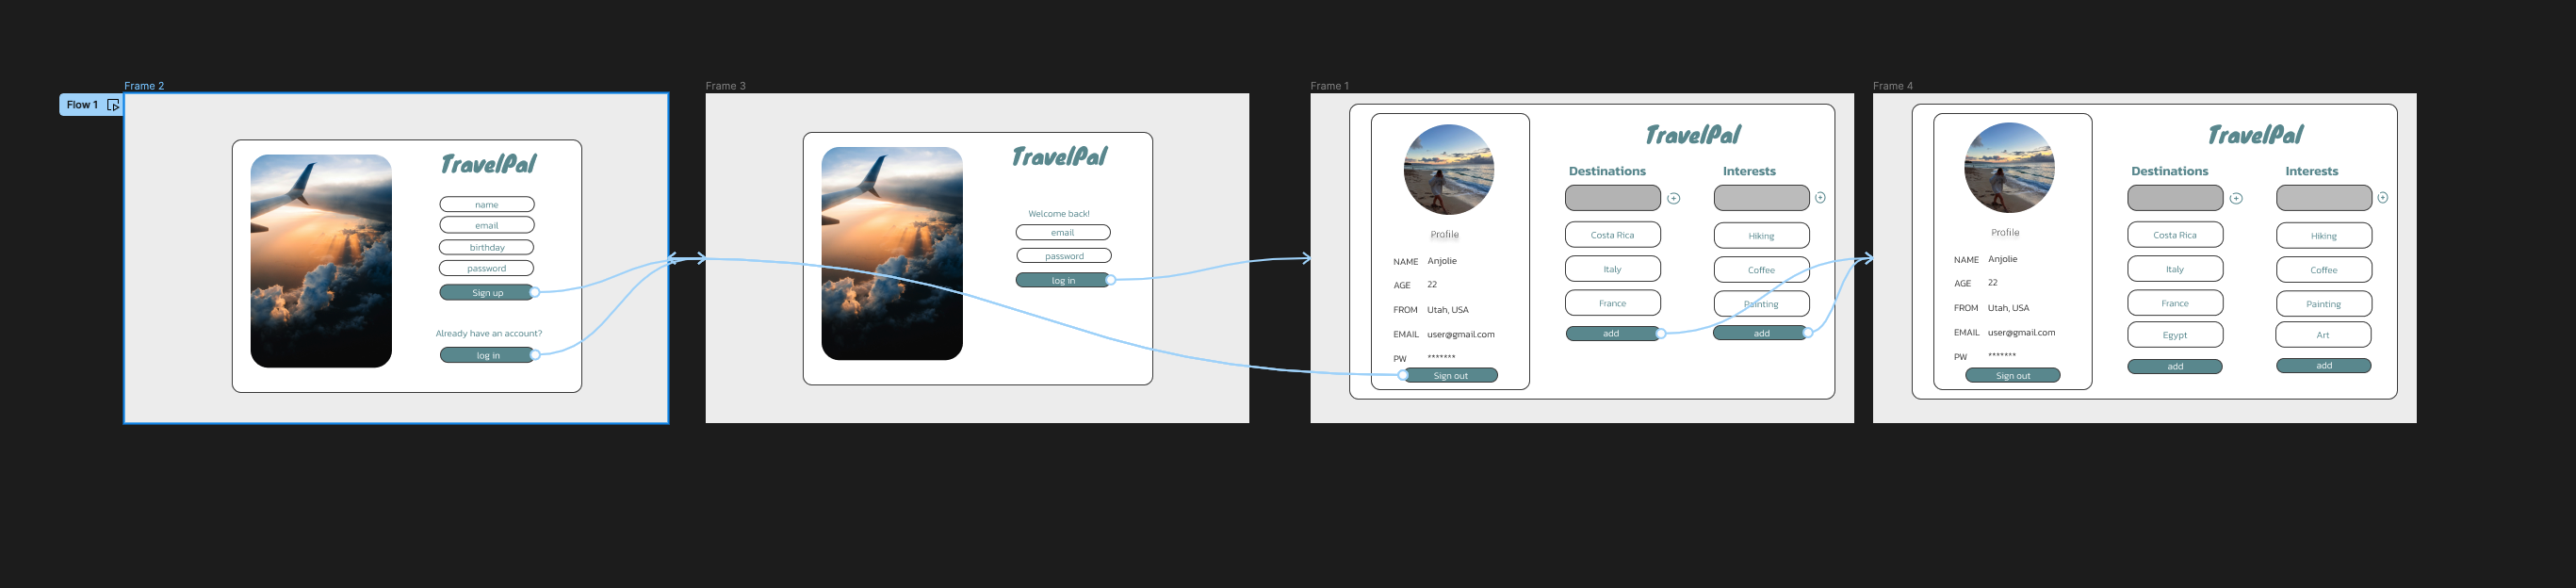 Flow 1
Frame 2
TravelPal
name
email
birthday
password
Sign up
Already have an account?
log in
Frame 3
TravelPal
Welcome back!
email
password
log in
Frame 1
Profile
NAME Anjolie
AGE 22
FROM Utah, USA
EMAIL user@gmail.com
PW *******
Sign out
TravelPal
Destinations
Costa Rica
Italy
France
add
Interests
Hiking
Coffee
Painting
add
Frame 4
Profile
NAME Anjolie
AGE 22
FROM Utah, USA
EMAIL user@gmail.com
PW *******
Sign out
TravelPal
Destinations
Costa Rica
Italy
France
Egypt
add
Interests
Hiking
Coffee
Painting
Art
add